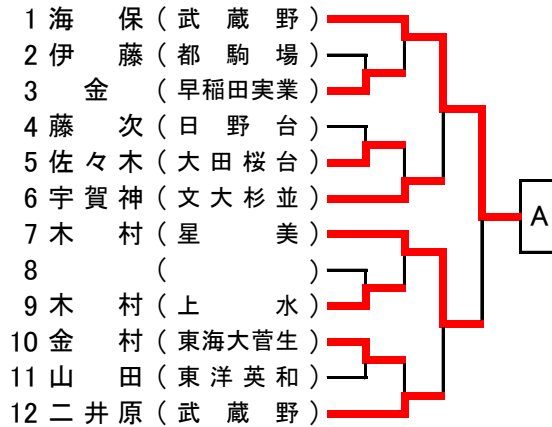 1 海 保 ( 武 蔵 野 )
2 伊 藤 ( 都 駒 場 )
3 金 ( 早稲田実業 )
4 藤 次 ( 日 野 台 )
5 佐々木 ( 大田桜台 )
6 宇賀神 ( 文大杉並 )
7 木 村 ( 星 美 )
8 ( )
9 木 村 ( 上 水 )
10 金 村 ( 東海大菅生 )
11 山 田 ( 東洋英和 )
12 二井原 ( 武 蔵 野 )
A